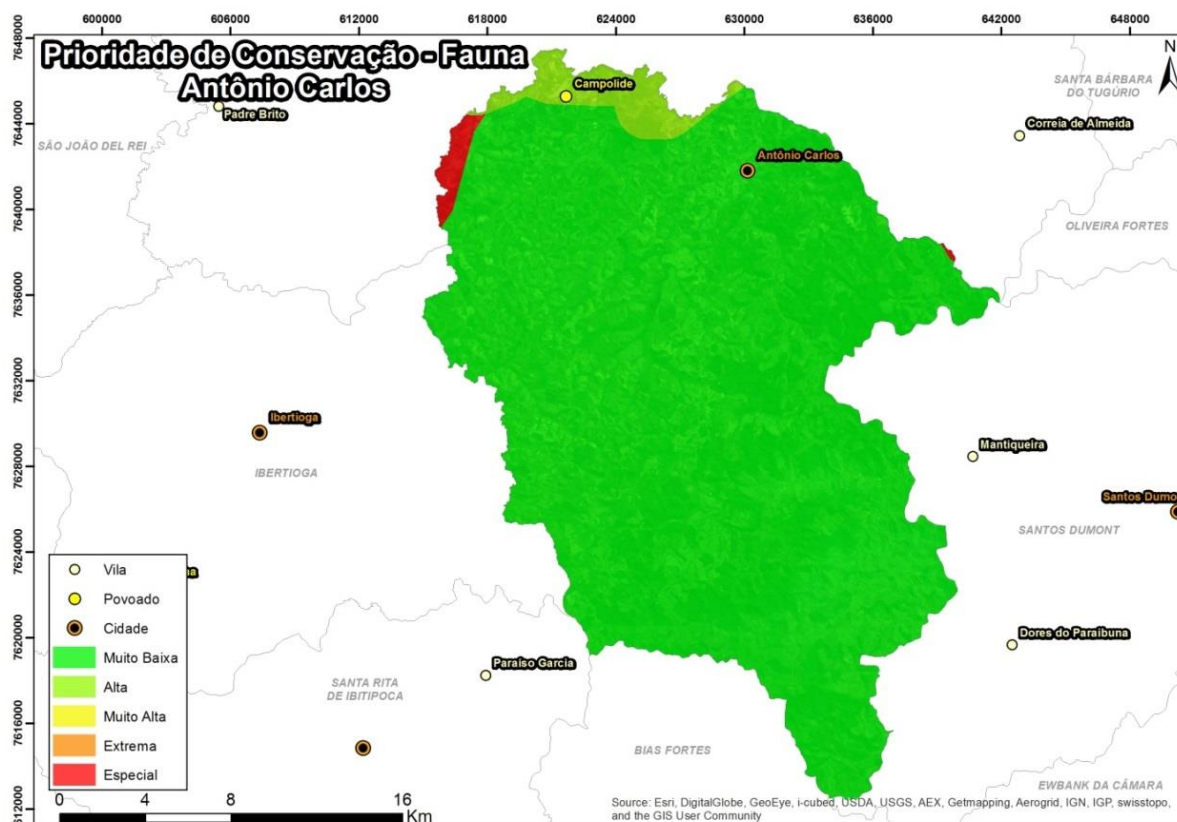 600000 606000 612000 618000 624000 630000 636000 642000 648000
Prioridade de Conservação - Fauna
Antônio Carlos
N
7648000
7644000
7640000
7636000
7632000
7628000
7624000
7620000
7616000
7612000
Campolide
Padre Brito
SÃO JOÃO DEL REI
SANTA BÁRBARA
DO TUGÚRIO
Correia de Almeida
Antônio Carlos
OLIVEIRA FORTES
Ibertioga
IBERTIOGA
Mantiqueira
Santos Dumo
SANTOS DUMONT
na
Dores do Paraibuna
Paraíso Garcia
SANTA RITA
DE IBITIPOCA
BIAS FORTES
EWBANK DA CÂMARA
Vila
Povoado
Cidade
Muito Baixa
Alta
Muito Alta
Extrema
Especial
0 4 8 16
Km
Source: Esri, DigitalGlobe, GeoEye, i-cubed, USDA, USGS, AEX, Getmapping, Aerogrid, IGN, IGP, swisstopo,
and the GIS User Community